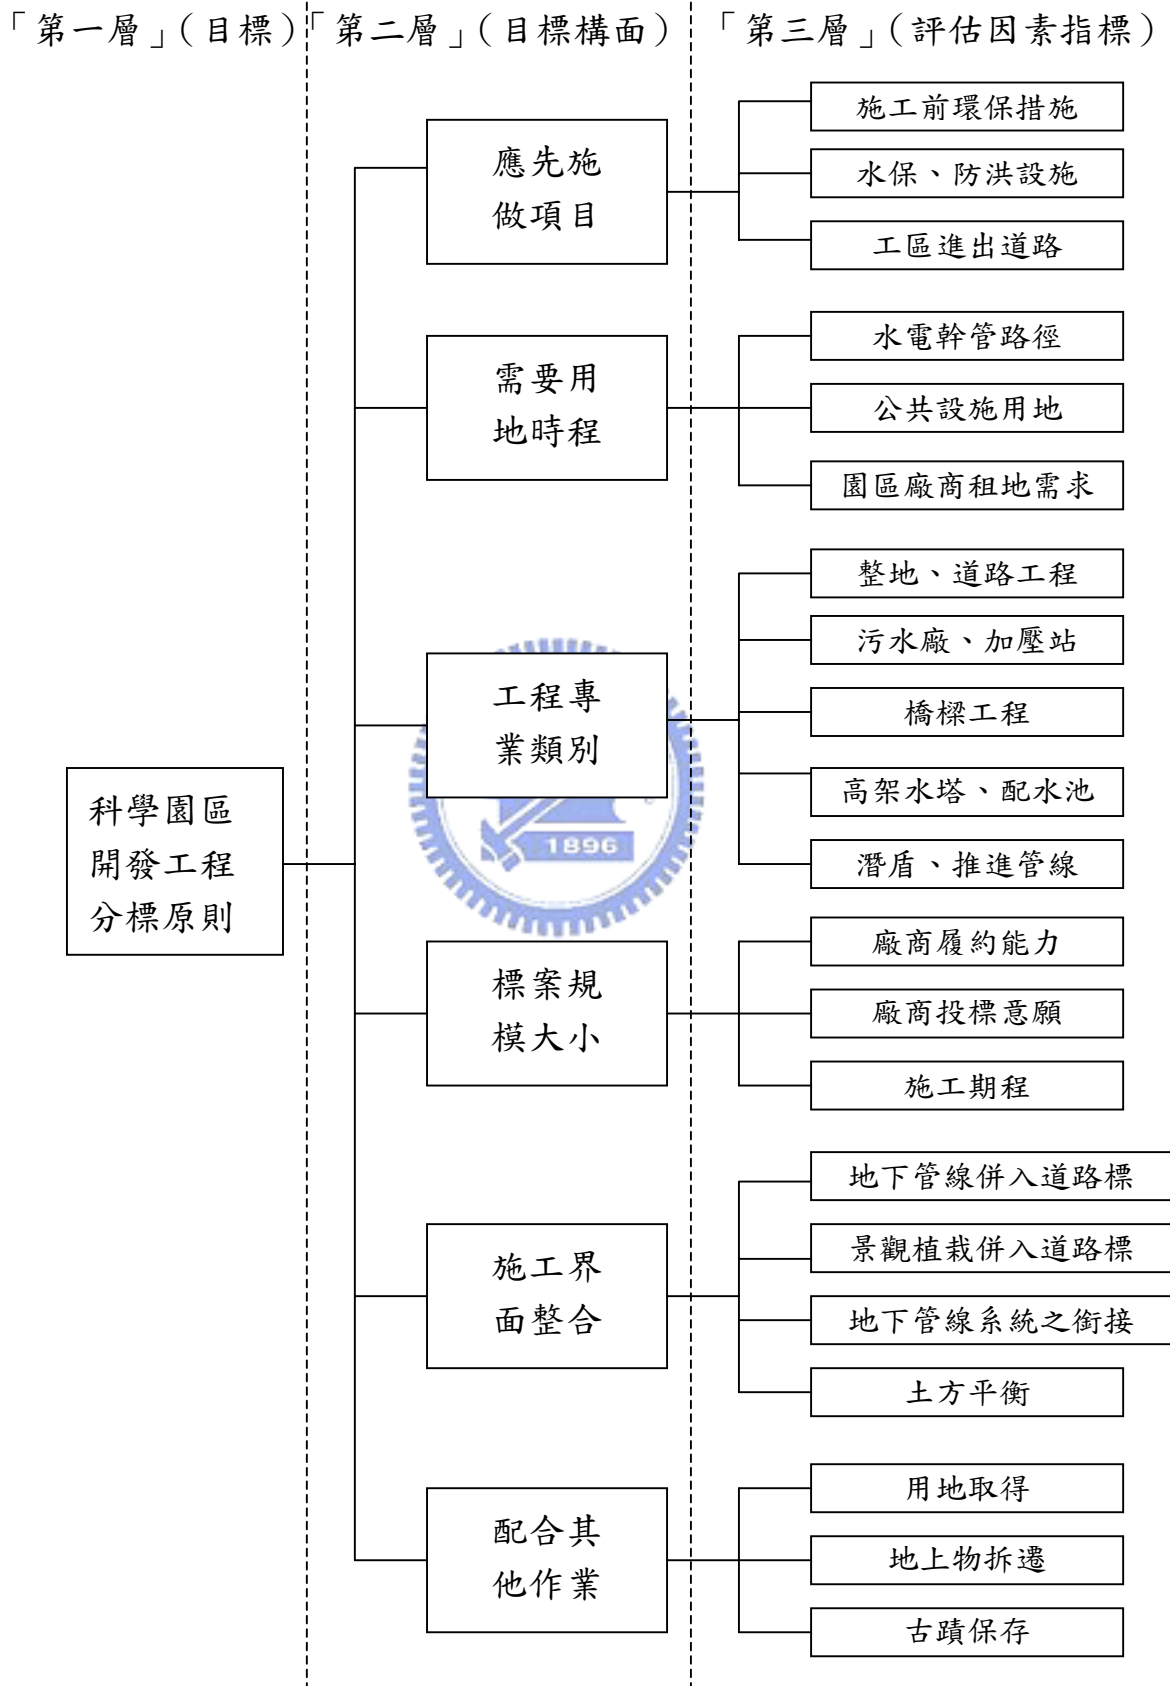 「第一層」(目標)
「第二層」(目標構面)
「第三層」(評估因素指標)
科學園區
開發工程
分標原則
應先施
做項目
施工前環保措施
水保、防洪設施
工區進出道路
需要用
地時程
水電幹管路徑
公共設施用地
園區廠商租地需求
工程專
業類別
整地、道路工程
污水廠、加壓站
橋樑工程
高架水塔、配水池
潛盾、推進管線
1896
標案規
模大小
廠商履約能力
廠商投標意願
施工期程
施工界
面整合
地下管線併入道路標
景觀植栽併入道路標
地下管線系統之銜接
土方平衡
配合其
他作業
用地取得
地上物拆遷
古蹟保存